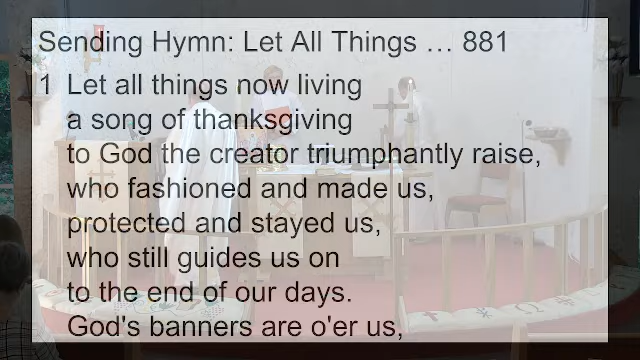 Sending Hymn: Let All Things … 881
1 Let all things now living
a song of thanksgiving
to God the creator triumphantly raise,
who fashioned and made us,
protected and stayed us,
who still guides us on
to the end of our days.
God's banners are o'er us,